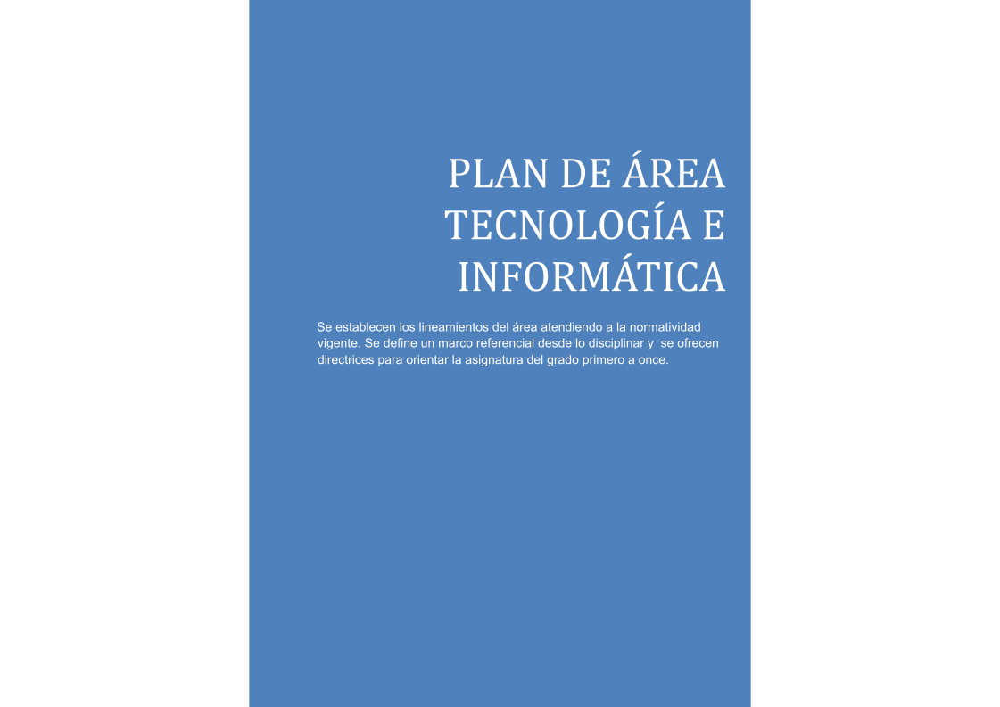 PLAN DE ÁREA
TECNOLOGÍA E
INFORMÁTICA
Se establecen los lineamientos del área atendiendo a la normatividad
vigente. Se define un marco referencial desde lo disciplinar y  se ofrecen
directrices para orientar la asignatura del grado primero a once.